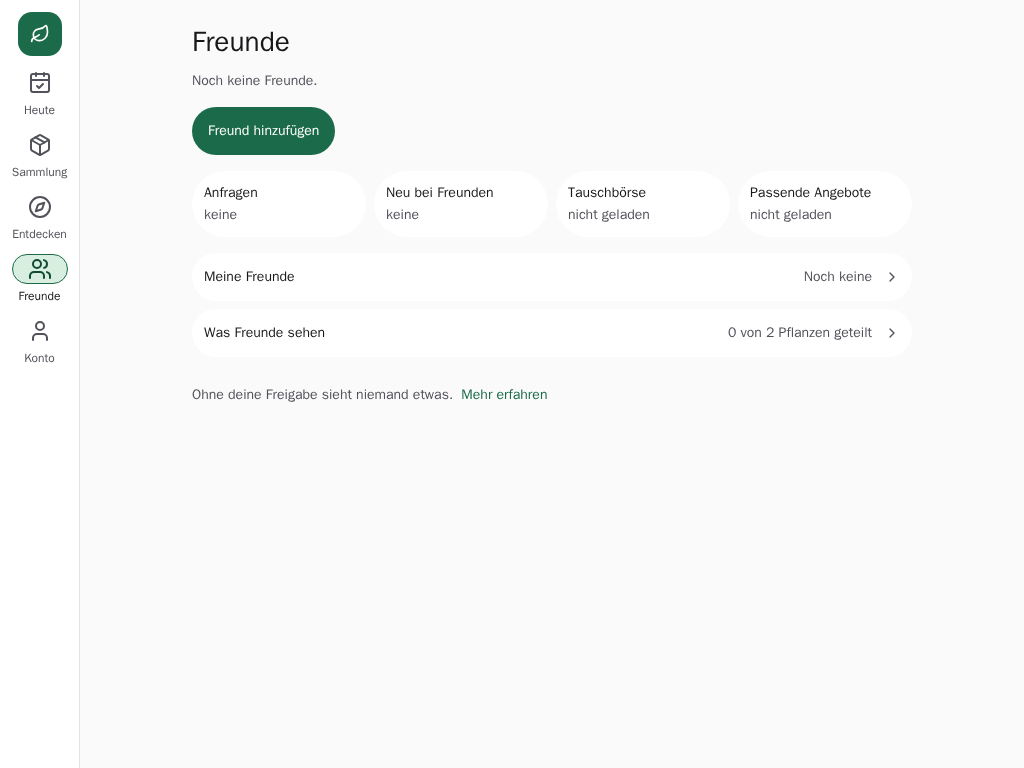 Freunde
Noch keine Freunde.
Freund hinzufügen
Anfragen
keine
Neu bei Freunden
keine
Tauschbörse
nicht geladen
Passende Angebote
nicht geladen
Meine Freunde
Noch keine
Was Freunde sehen
0 von 2 Pflanzen geteilt
Ohne deine Freigabe sieht niemand etwas. Mehr erfahren
Heute
Sammlung
Entdecken
Freunde
Konto